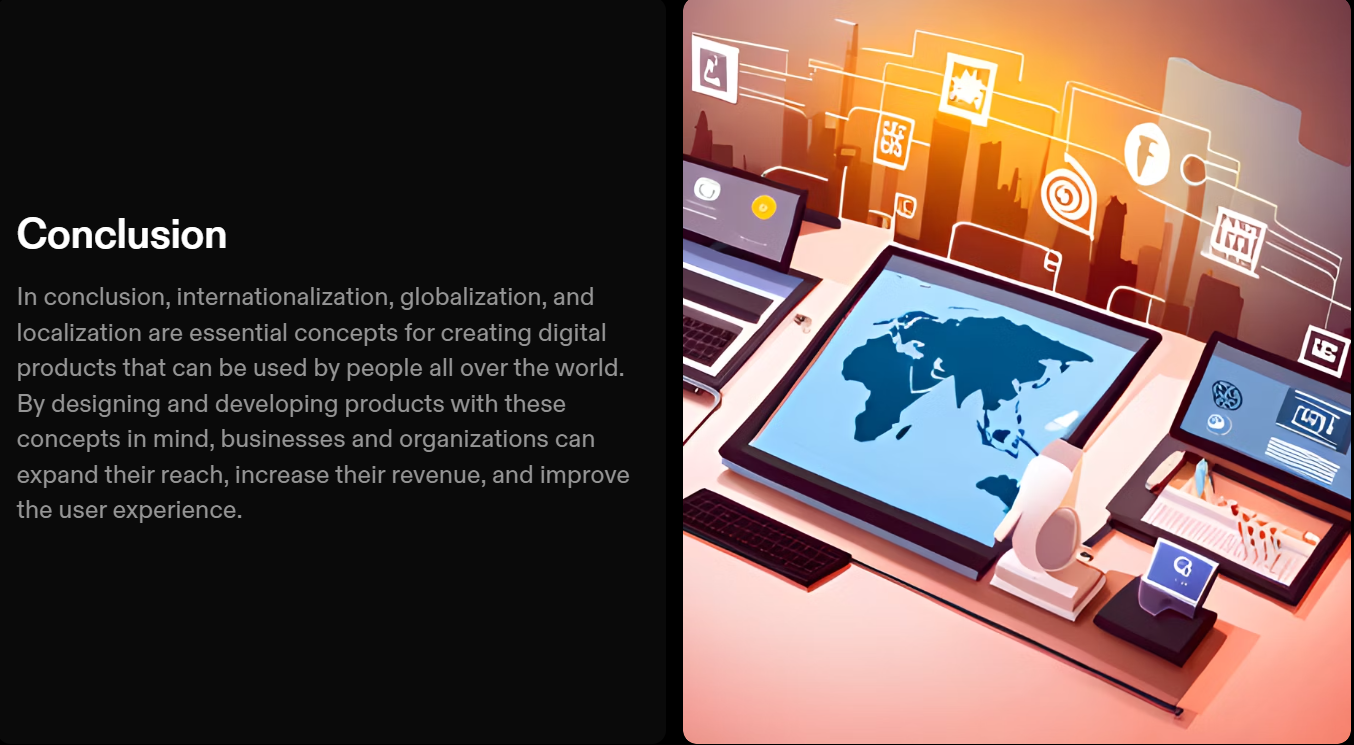 Conclusion
In conclusion, internationalization, globalization, and
localization are essential concepts for creating digital
products that can be used by people all over the world.
By designing and developing products with these
concepts in mind, businesses and organizations can
expand their reach, increase their revenue, and improve
the user experience.